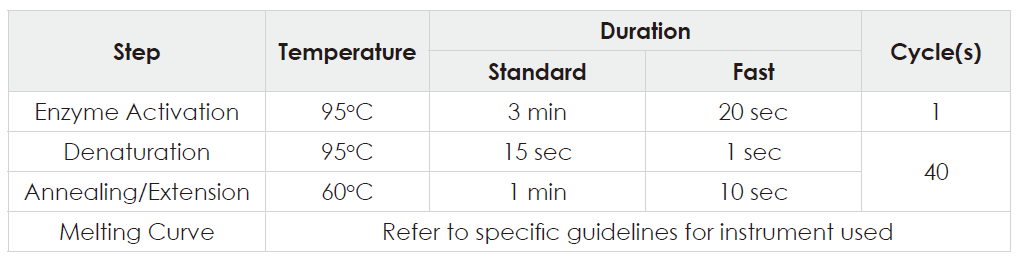 Step Temperature Duration Cycle(s)
Standard Fast
Enzyme Activation 95°C 3 min 20 sec 1
Denaturation 95°C 15 sec 1 sec 40
Annealing/Extension 60°C 1 min 10 sec
Melting Curve Refer to specific guidelines for instrument used